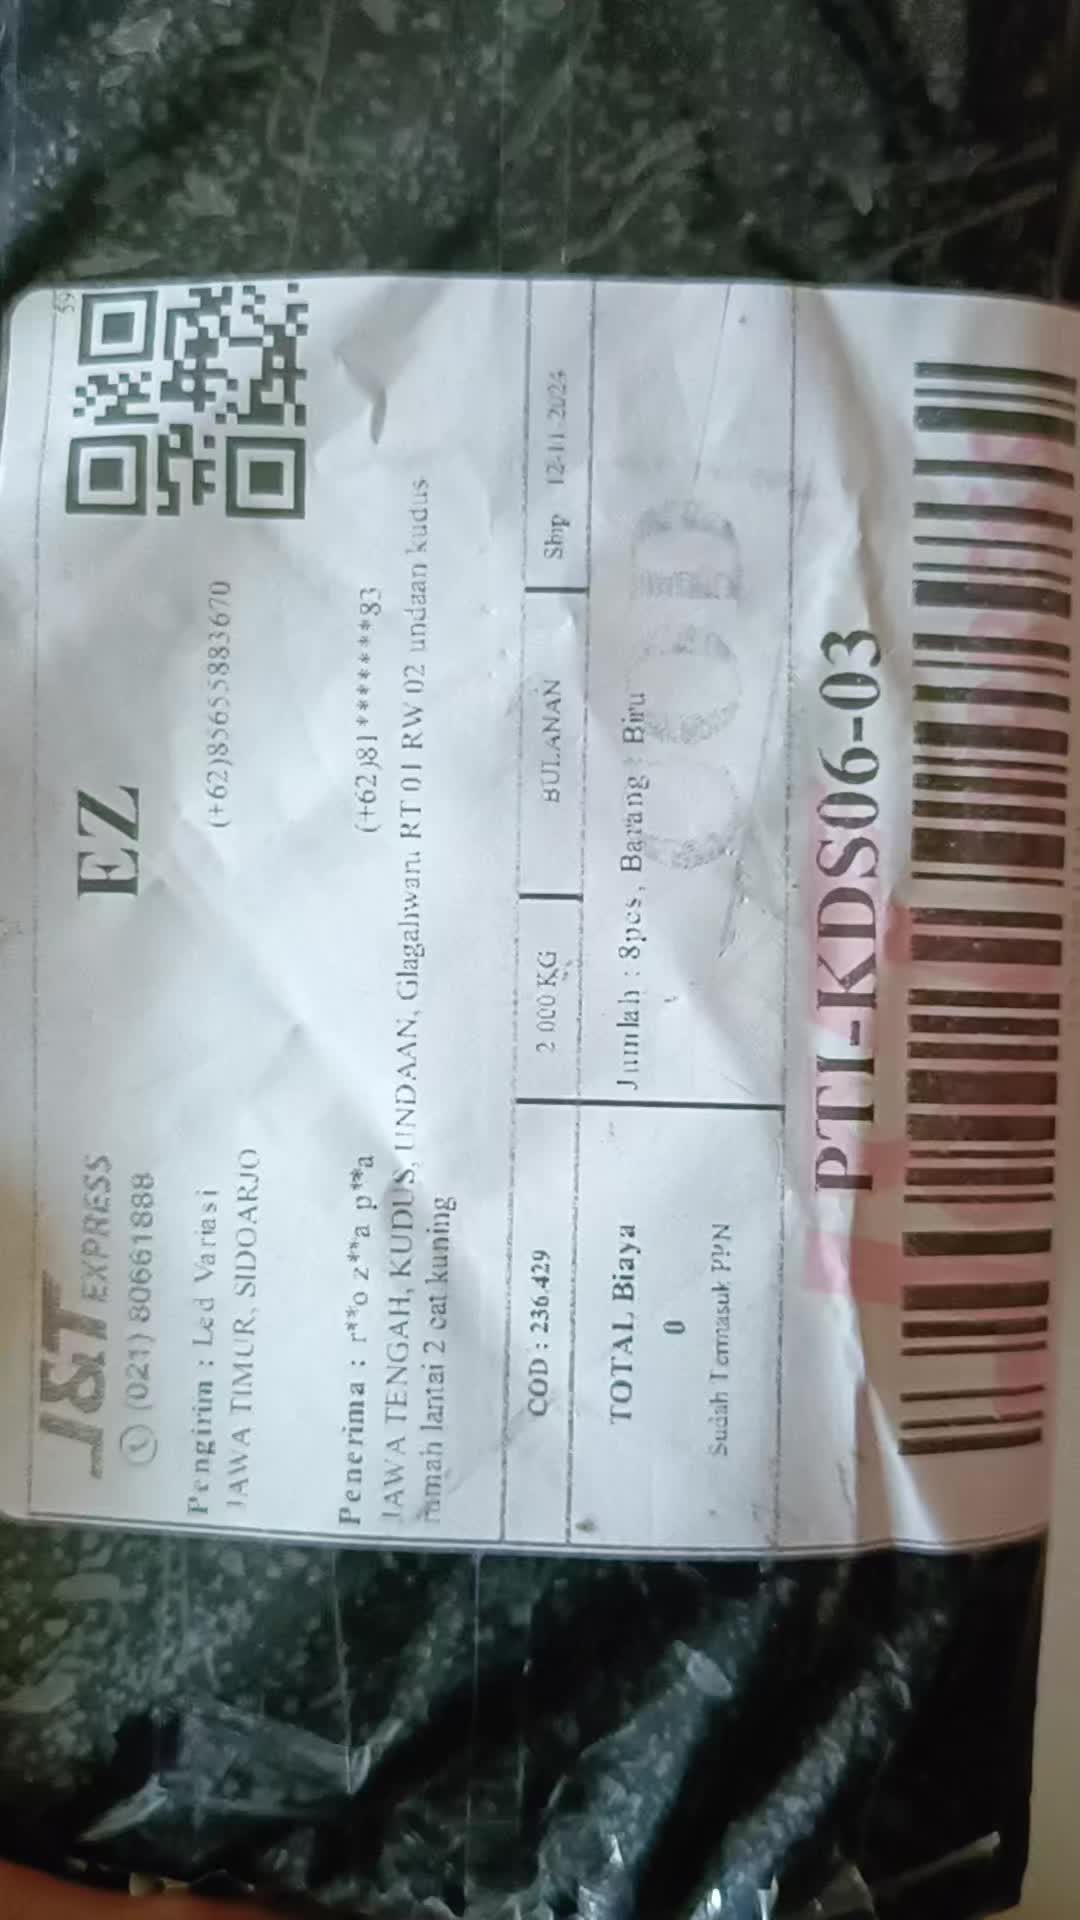 J&T EXPRESS
EZ
(021) 80661888
Pengirim : Led Variasi
(+62)85655883670
JAWA TIMUR, SIDOARJO
Penerima : r**o z**a p**a
(+62)81*******83
JAWA TENGAH, KUDUS, UNDAAN, Glagahwaru RT 01 RW 02 undaan kudus
rumah lantai 2 cat kuning
COD : 236.429
2.000 KG
BULANAN
Ship 12-11-2024
TOTAL Biaya
0
Sudah Termasuk PPN
Jumlah : 8pcs, Barang : Biru
COD
PTI-KDS06-03